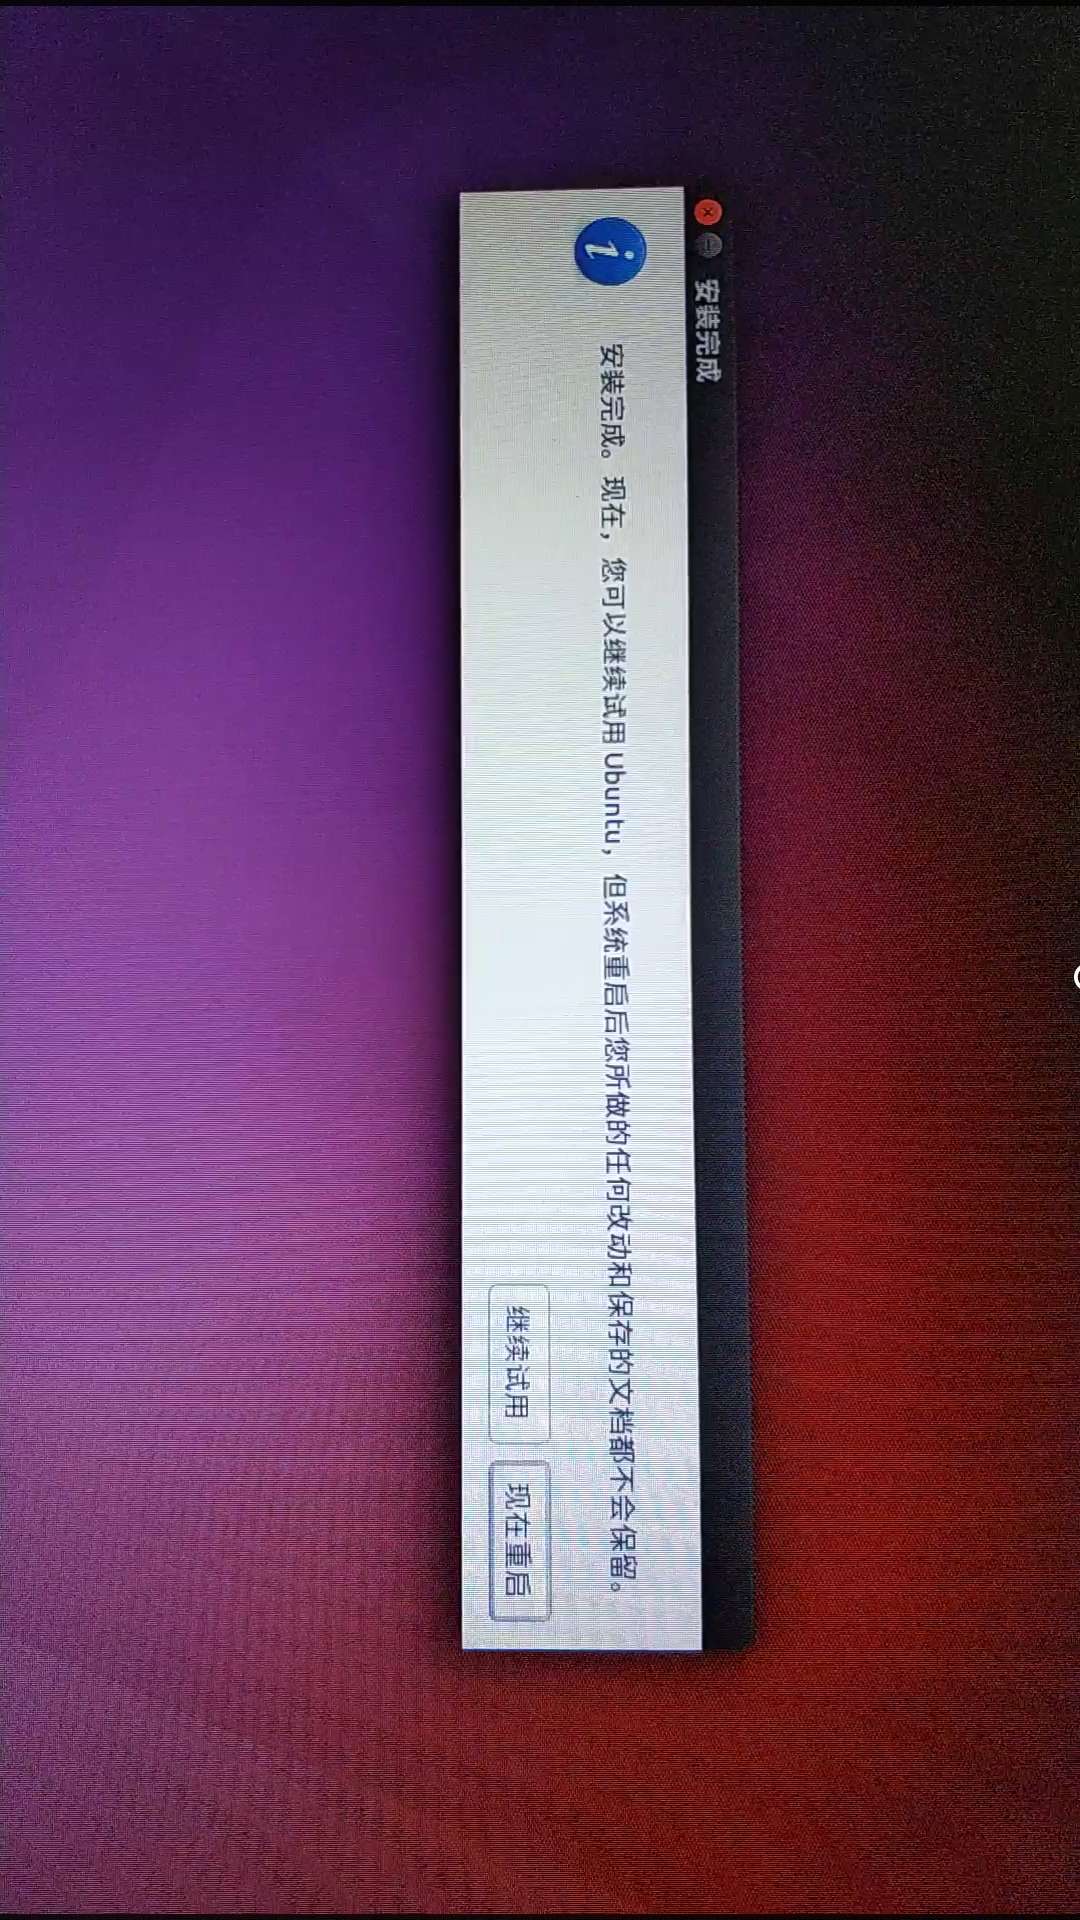 安装完成
安装完成。现在，您可以继续试用 Ubuntu，但系统重启后您所做的任何改动和保存的文档都不会保留。
继续试用
现在重启